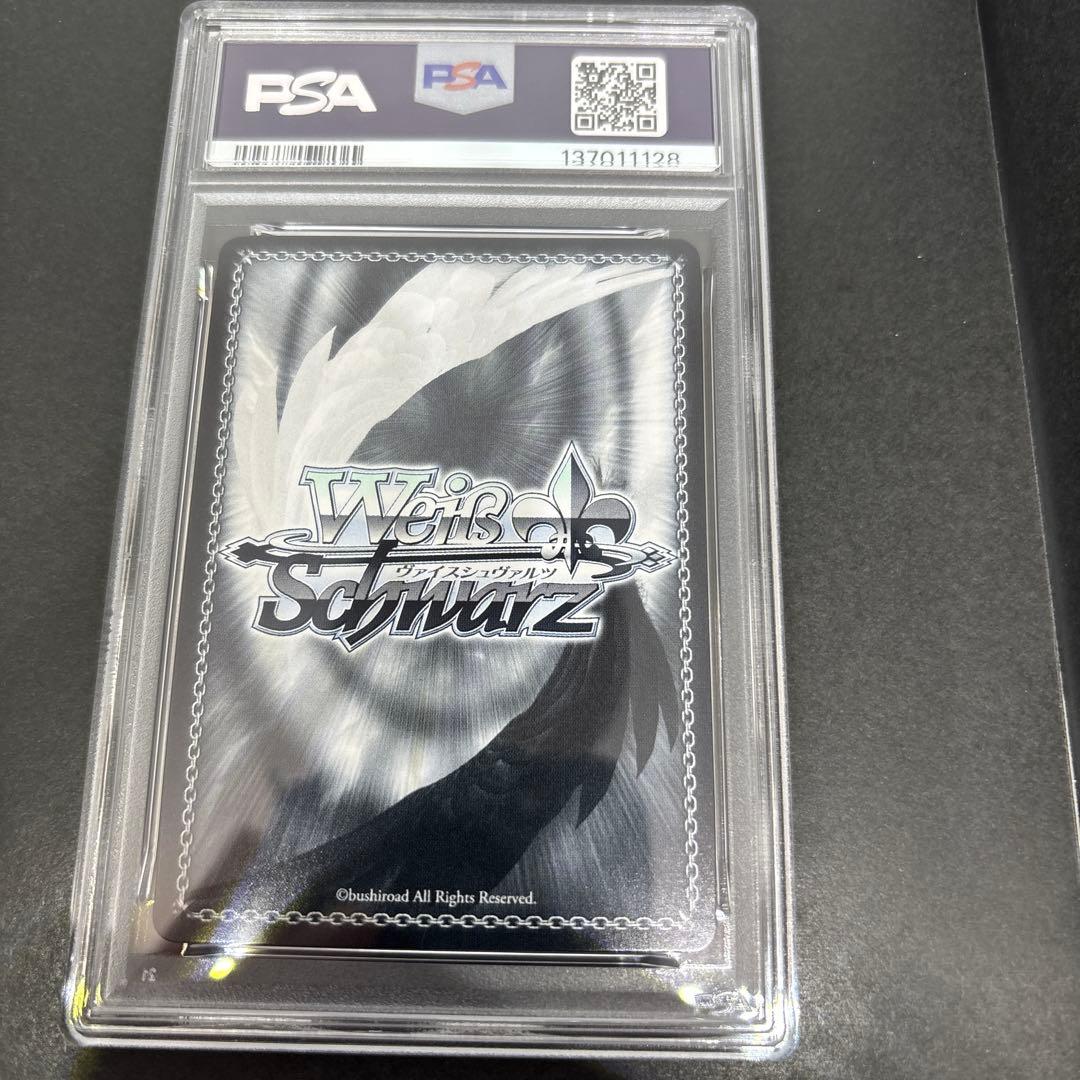 PSA
PSA
137011128
Weiß
ヴァイスシュヴァルツ
Schwarz
©bushiroad All Rights Reserved.
PSA